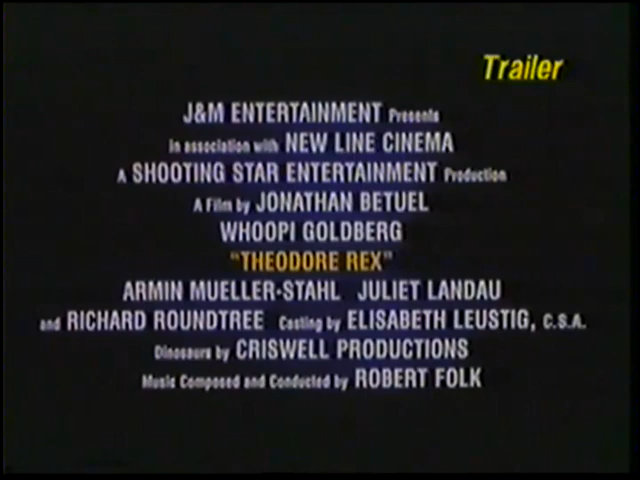 Trailer
J&M ENTERTAINMENT Presents
in association with NEW LINE CINEMA
A SHOOTING STAR ENTERTAINMENT Production
A Film by JONATHAN BETUEL
WHOOPI GOLDBERG
"THEODORE REX"
ARMIN MUELLER-STAHL JULIET LANDAU
and RICHARD ROUNDTREE Casting by ELISABETH LEUSTIG, C.S.A.
Dinosaurs by CRISWELL PRODUCTIONS
Music Composed and Conducted by ROBERT FOLK